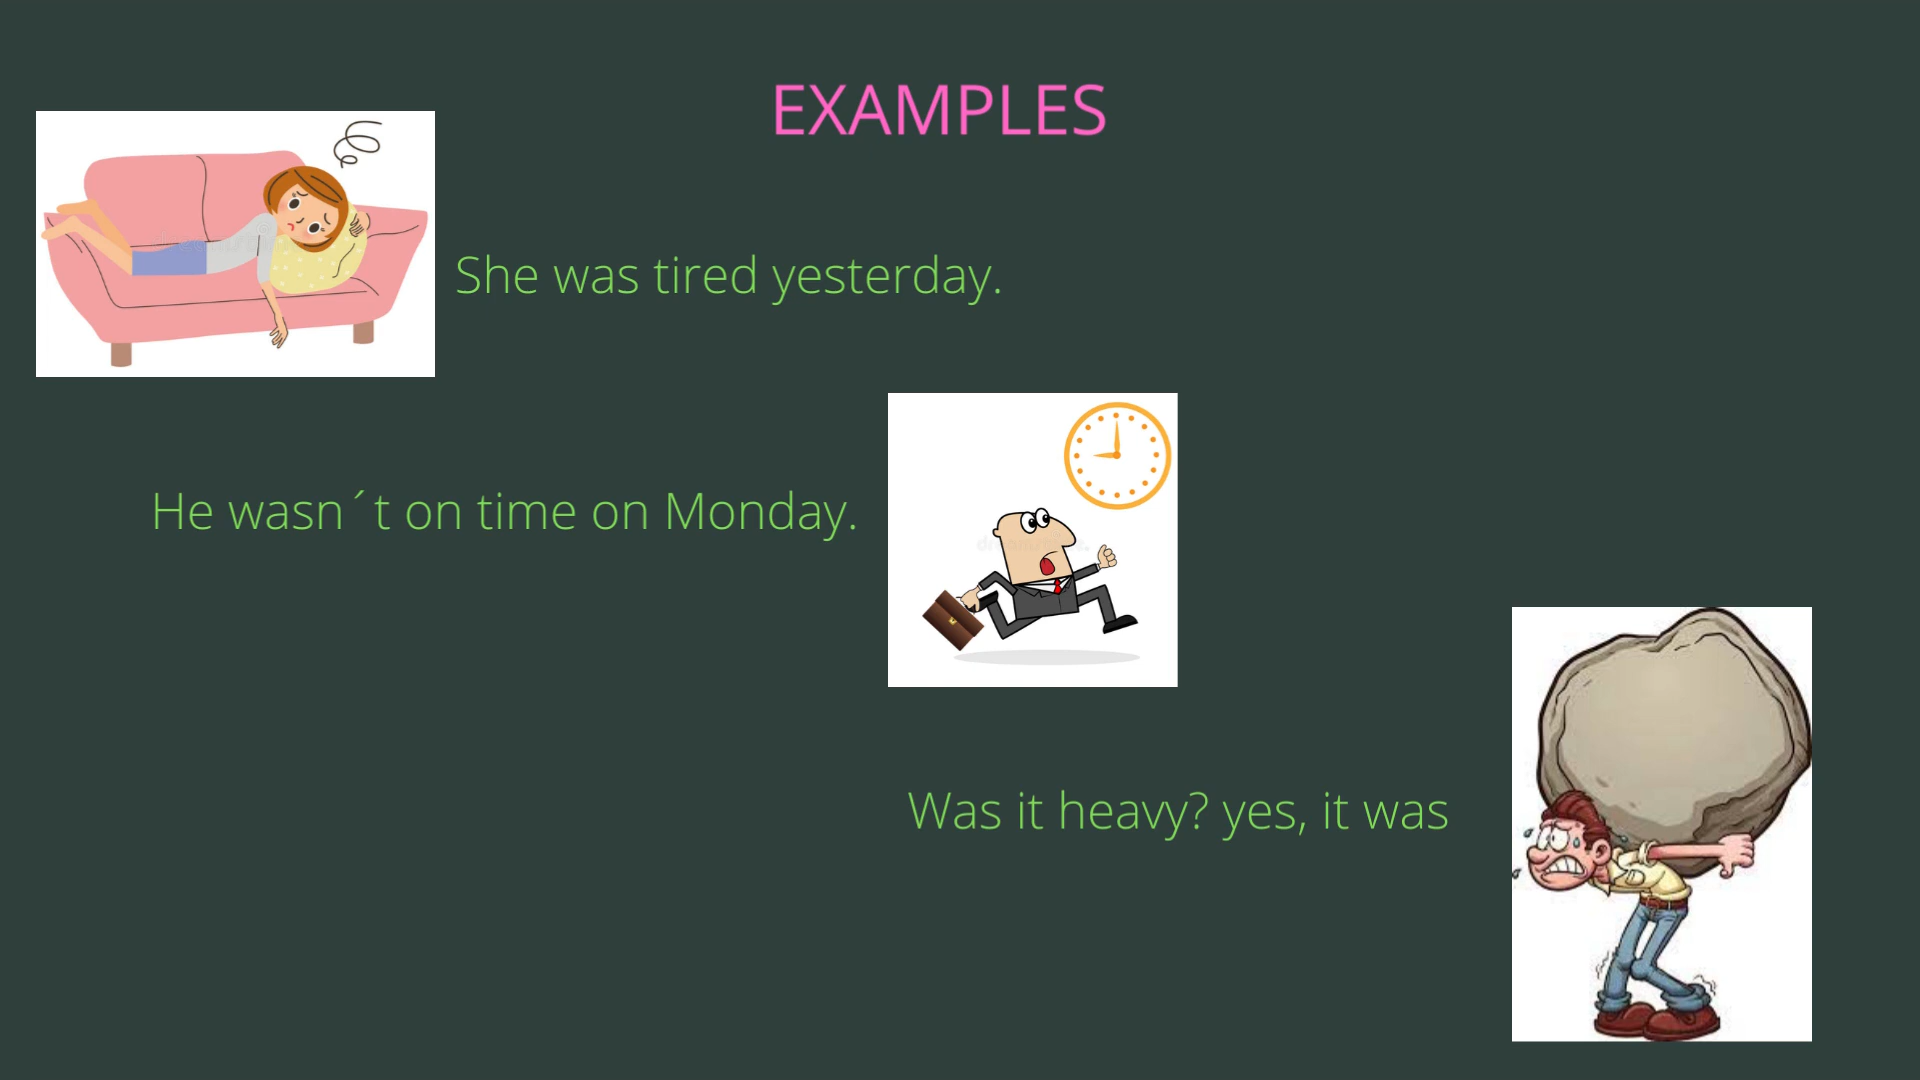 EXAMPLES
She was tired yesterday.
He wasn´t on time on Monday.
Was it heavy? yes, it was